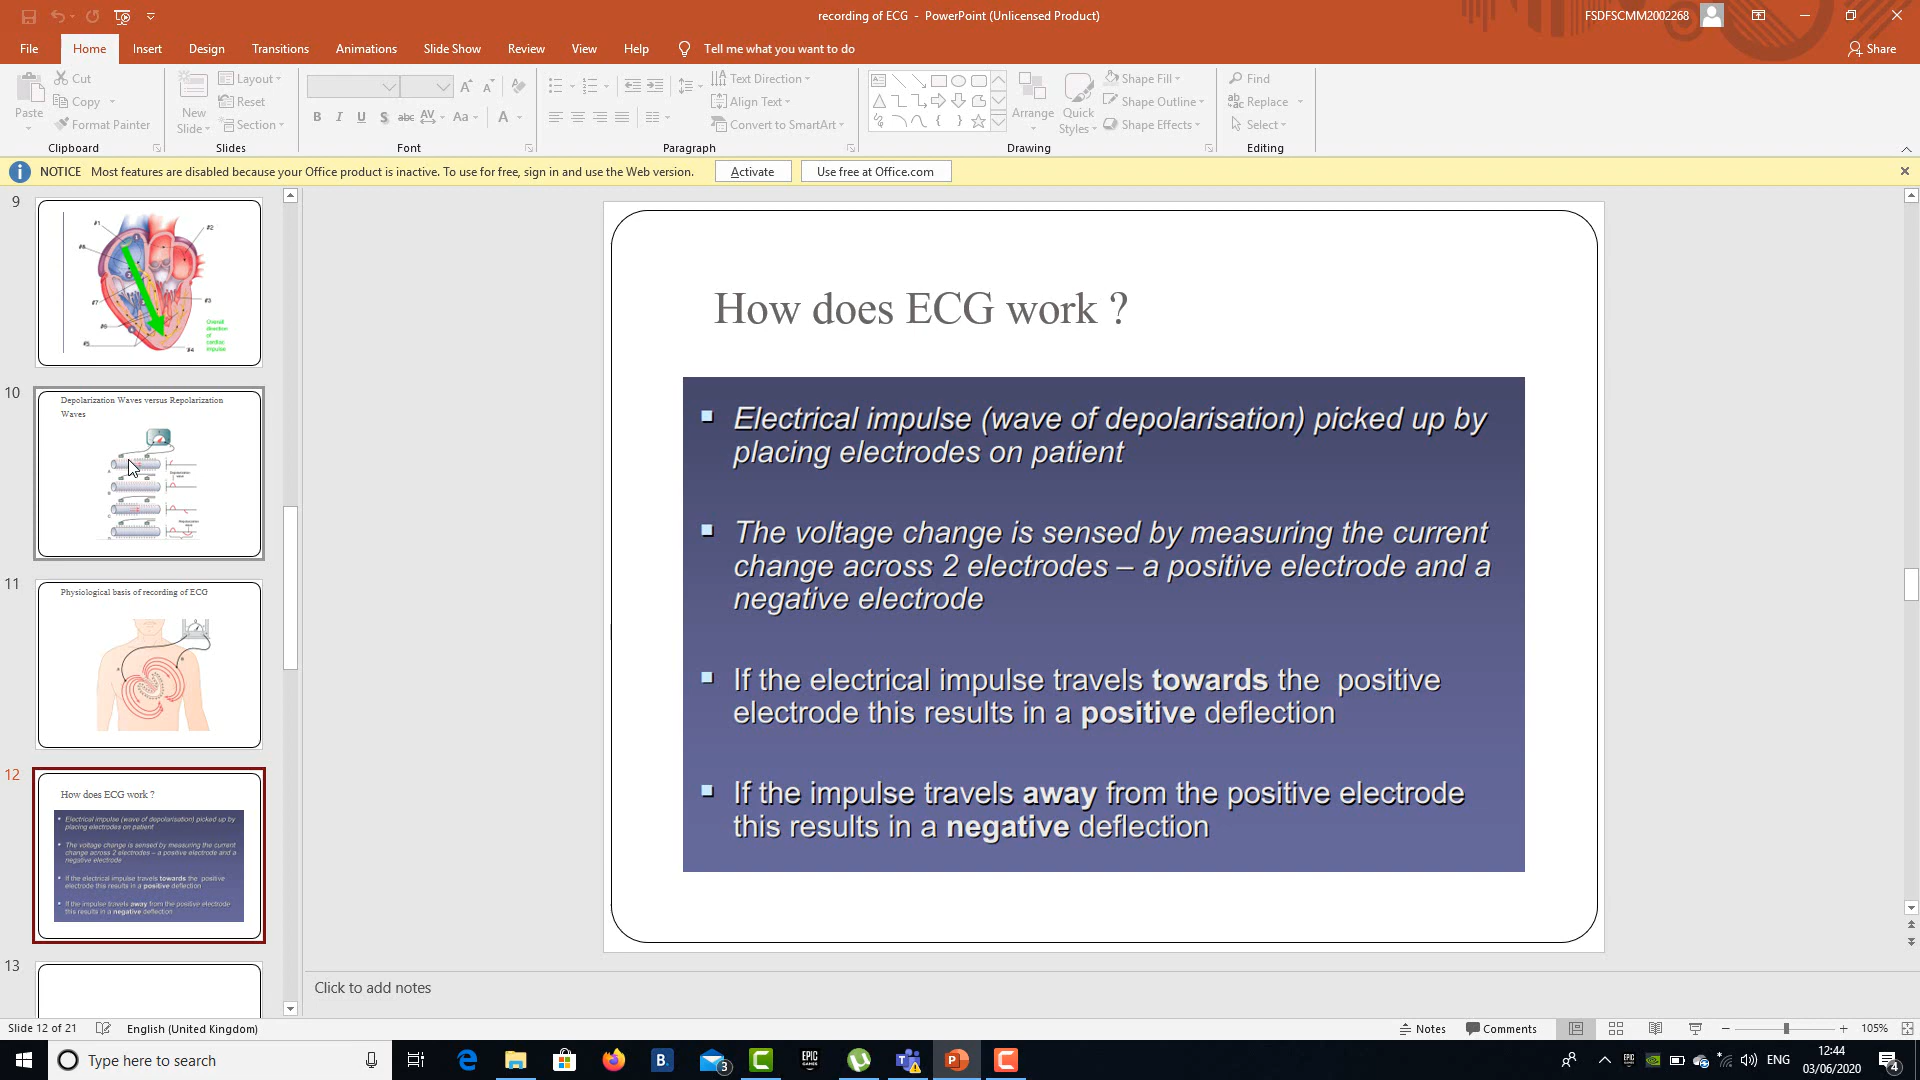 recording of ECG - PowerPoint (Unlicensed Product)
FSDFSCMM2002268
File Home Insert Design Transitions Animations Slide Show Review View Help Tell me what you want to do
Share
Paste
Cut
Copy
Format Painter
Clipboard
New Slide
Layout
Reset
Section
Slides
B I U S abc AV Aa A
Font
Text Direction
Align Text
Convert to SmartArt
Paragraph
Arrange
Quick Styles
Shape Fill
Shape Outline
Shape Effects
Drawing
Find
Replace
Select
Editing
NOTICE Most features are disabled because your Office product is inactive. To use for free, sign in and use the Web version.
Activate
Use free at Office.com
9
Overall
direction
of
cardiac
impulse
10
Depolarization Waves versus Repolarization
Waves
11
Physiological basis of recording of ECG
12
How does ECG work ?
Electrical impulse (wave of depolarisation) picked up by
placing electrodes on patient
The voltage change is sensed by measuring the current
change across 2 electrodes – a positive electrode and a
negative electrode
If the electrical impulse travels towards the positive
electrode this results in a positive deflection
If the impulse travels away from the positive electrode
this results in a negative deflection
13
How does ECG work ?
Electrical impulse (wave of depolarisation) picked up by
placing electrodes on patient
The voltage change is sensed by measuring the current
change across 2 electrodes – a positive electrode and a
negative electrode
If the electrical impulse travels towards the positive
electrode this results in a positive deflection
If the impulse travels away from the positive electrode
this results in a negative deflection
Click to add notes
Slide 12 of 21 English (United Kingdom)
Notes Comments 105%
Type here to search
B.
3
EPIC GAMES
ENG
12:44
03/06/2020
4